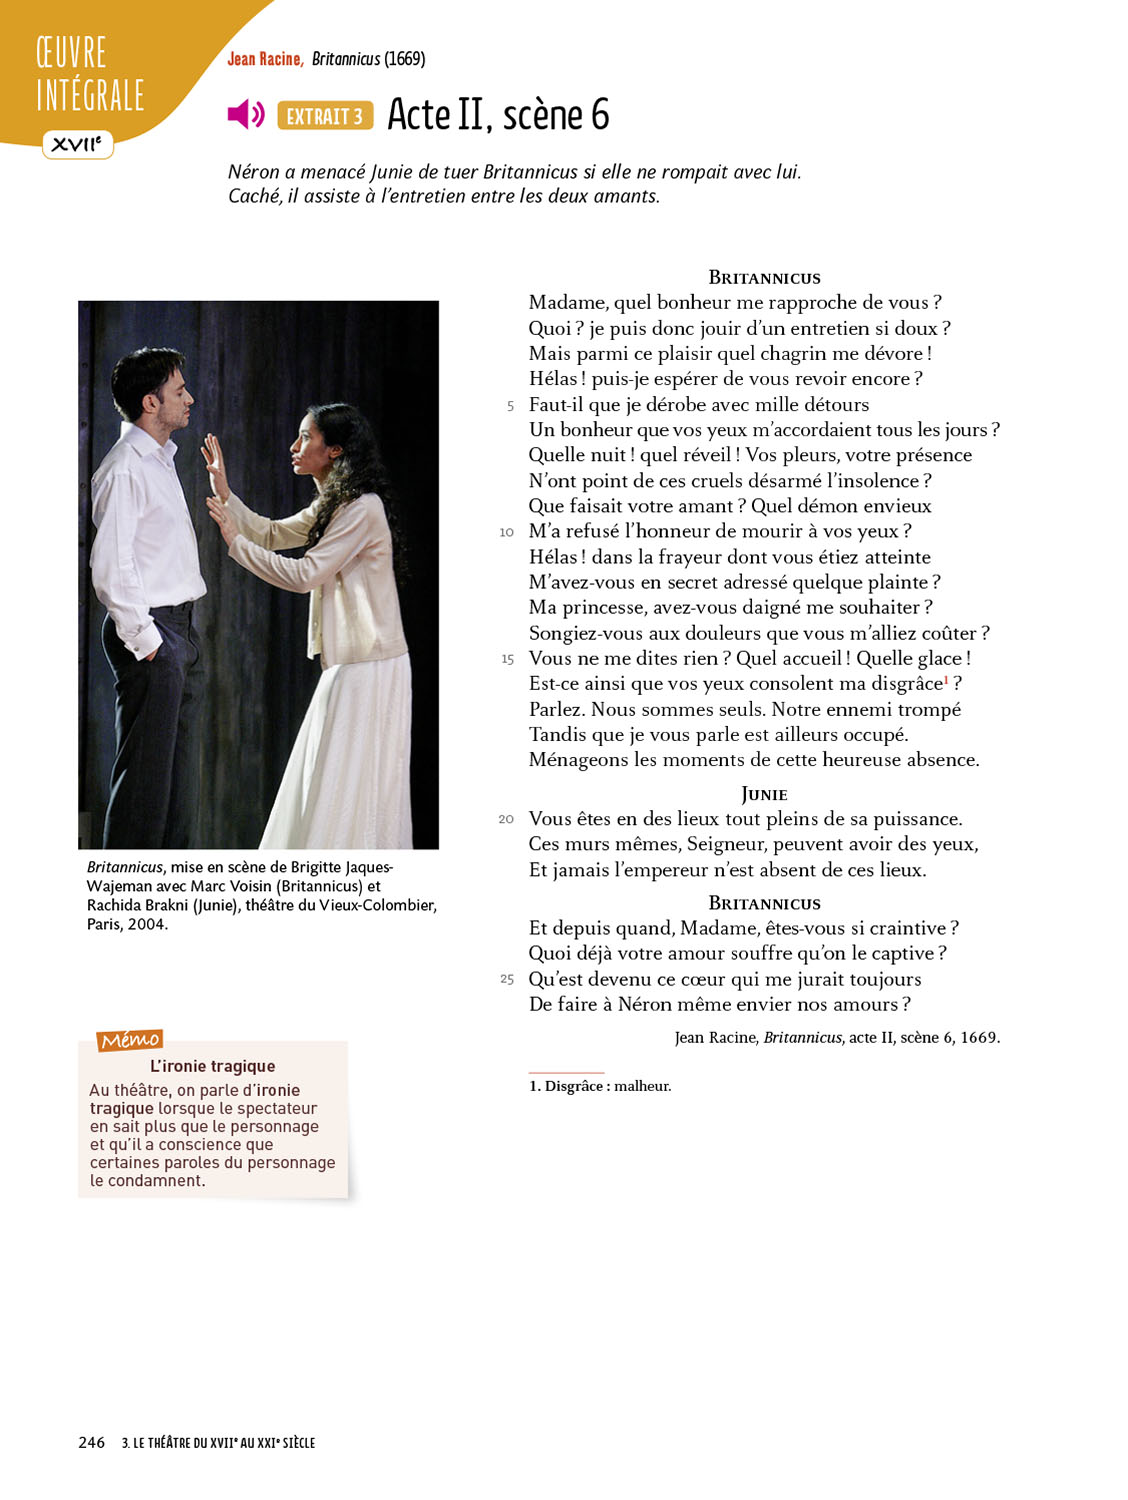 ŒUVRE
INTÉGRALE
XVIIe
Jean Racine, Britannicus (1669)
EXTRAIT 3 Acte II, scène 6
Néron a menacé Junie de tuer Britannicus si elle ne rompait avec lui.
Caché, il assiste à l’entretien entre les deux amants.
BRITANNICUS
Madame, quel bonheur me rapproche de vous ?
Quoi ? je puis donc jouir d’un entretien si doux ?
Mais parmi ce plaisir quel chagrin me dévore !
Hélas ! puis-je espérer de vous revoir encore ?
5 Faut-il que je dérobe avec mille détours
Un bonheur que vos yeux m’accordaient tous les jours ?
Quelle nuit ! quel réveil ! Vos pleurs, votre présence
N’ont point de ces cruels désarmé l’insolence ?
Que faisait votre amant ? Quel démon envieux
10 M’a refusé l’honneur de mourir à vos yeux ?
Hélas ! dans la frayeur dont vous étiez atteinte
M’avez-vous en secret adressé quelque plainte ?
Ma princesse, avez-vous daigné me souhaiter ?
Songiez-vous aux douleurs que vous m’alliez coûter ?
15 Vous ne me dites rien ? Quel accueil ! Quelle glace !
Est-ce ainsi que vos yeux consolent ma disgrâce1 ?
Parlez. Nous sommes seuls. Notre ennemi trompé
Tandis que je vous parle est ailleurs occupé.
Ménageons les moments de cette heureuse absence.
JUNIE
20 Vous êtes en des lieux tout pleins de sa puissance.
Ces murs mêmes, Seigneur, peuvent avoir des yeux,
Et jamais l’empereur n’est absent de ces lieux.
BRITANNICUS
Et depuis quand, Madame, êtes-vous si craintive ?
Quoi déjà votre amour souffre qu’on le captive ?
25 Qu’est devenu ce cœur qui me jurait toujours
De faire à Néron même envier nos amours ?
Jean Racine, Britannicus, acte II, scène 6, 1669.
1. Disgrâce : malheur.
Britannicus, mise en scène de Brigitte Jaques-
Wajeman avec Marc Voisin (Britannicus) et
Rachida Brakni (Junie), théâtre du Vieux-Colombier,
Paris, 2004.
Mémo
L’ironie tragique
Au théâtre, on parle d’ironie
tragique lorsque le spectateur
en sait plus que le personnage
et qu’il a conscience que
certaines paroles du personnage
le condamnent.
246 3. LE THÉÂTRE DU XVIIe AU XXIe SIÈCLE